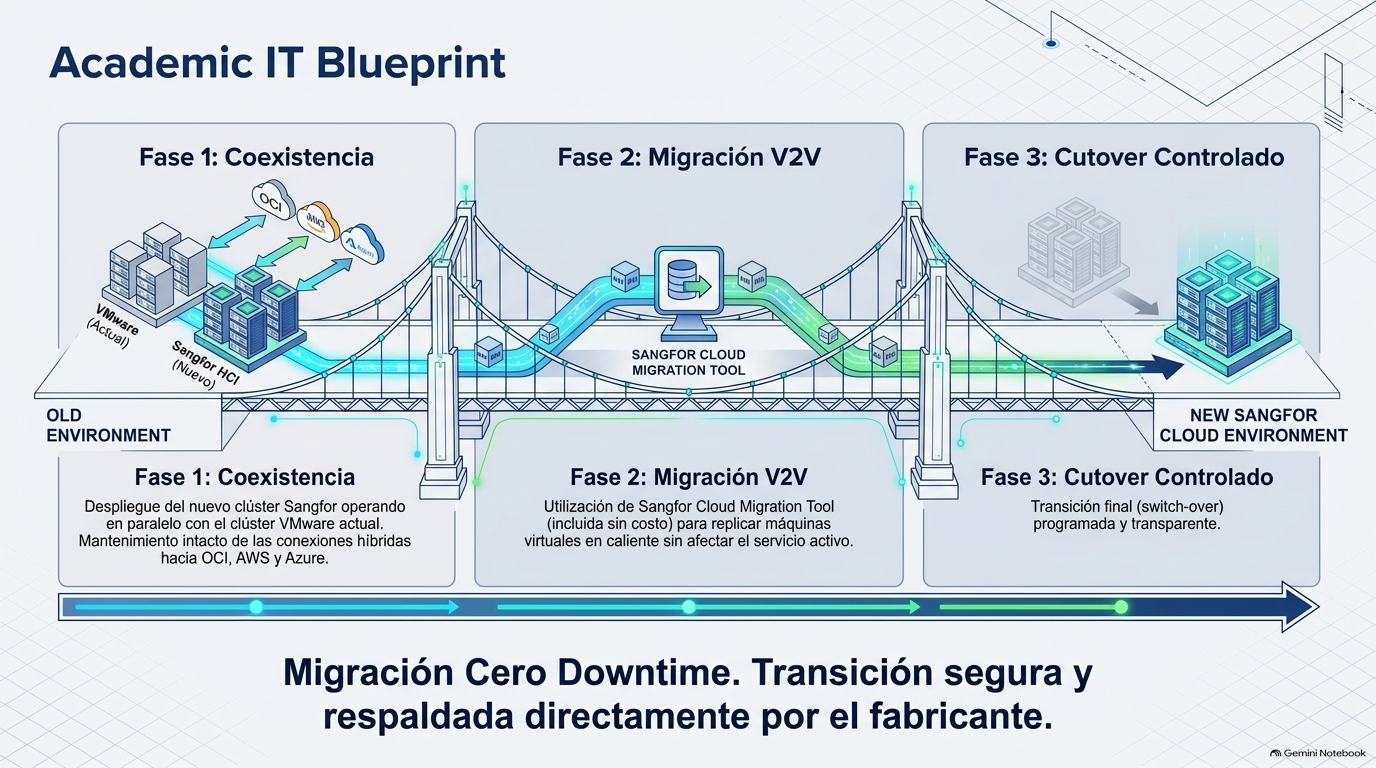 Academic IT Blueprint
Fase 1: Coexistencia
Fase 2: Migración V2V
Fase 3: Cutover Controlado
OCI
AWS
Azure
VMware
(Actual)
Sangfor HCI
(Nuevo)
SANGFOR CLOUD
MIGRATION TOOL
OLD
ENVIRONMENT
NEW SANGFOR
CLOUD ENVIRONMENT
Fase 1: Coexistencia
Despliegue del nuevo clúster Sangfor operando
en paralelo con el clúster VMware actual.
Mantenimiento intacto de las conexiones híbridas
hacia OCI, AWS y Azure.
Fase 2: Migración V2V
Utilización de Sangfor Cloud Migration Tool
(incluida sin costo) para replicar máquinas
virtuales en caliente sin afectar el servicio activo.
Fase 3: Cutover Controlado
Transición final (switch-over)
programada y transparente.
Migración Cero Downtime. Transición segura y
respaldada directamente por el fabricante.
Gemini Notebook